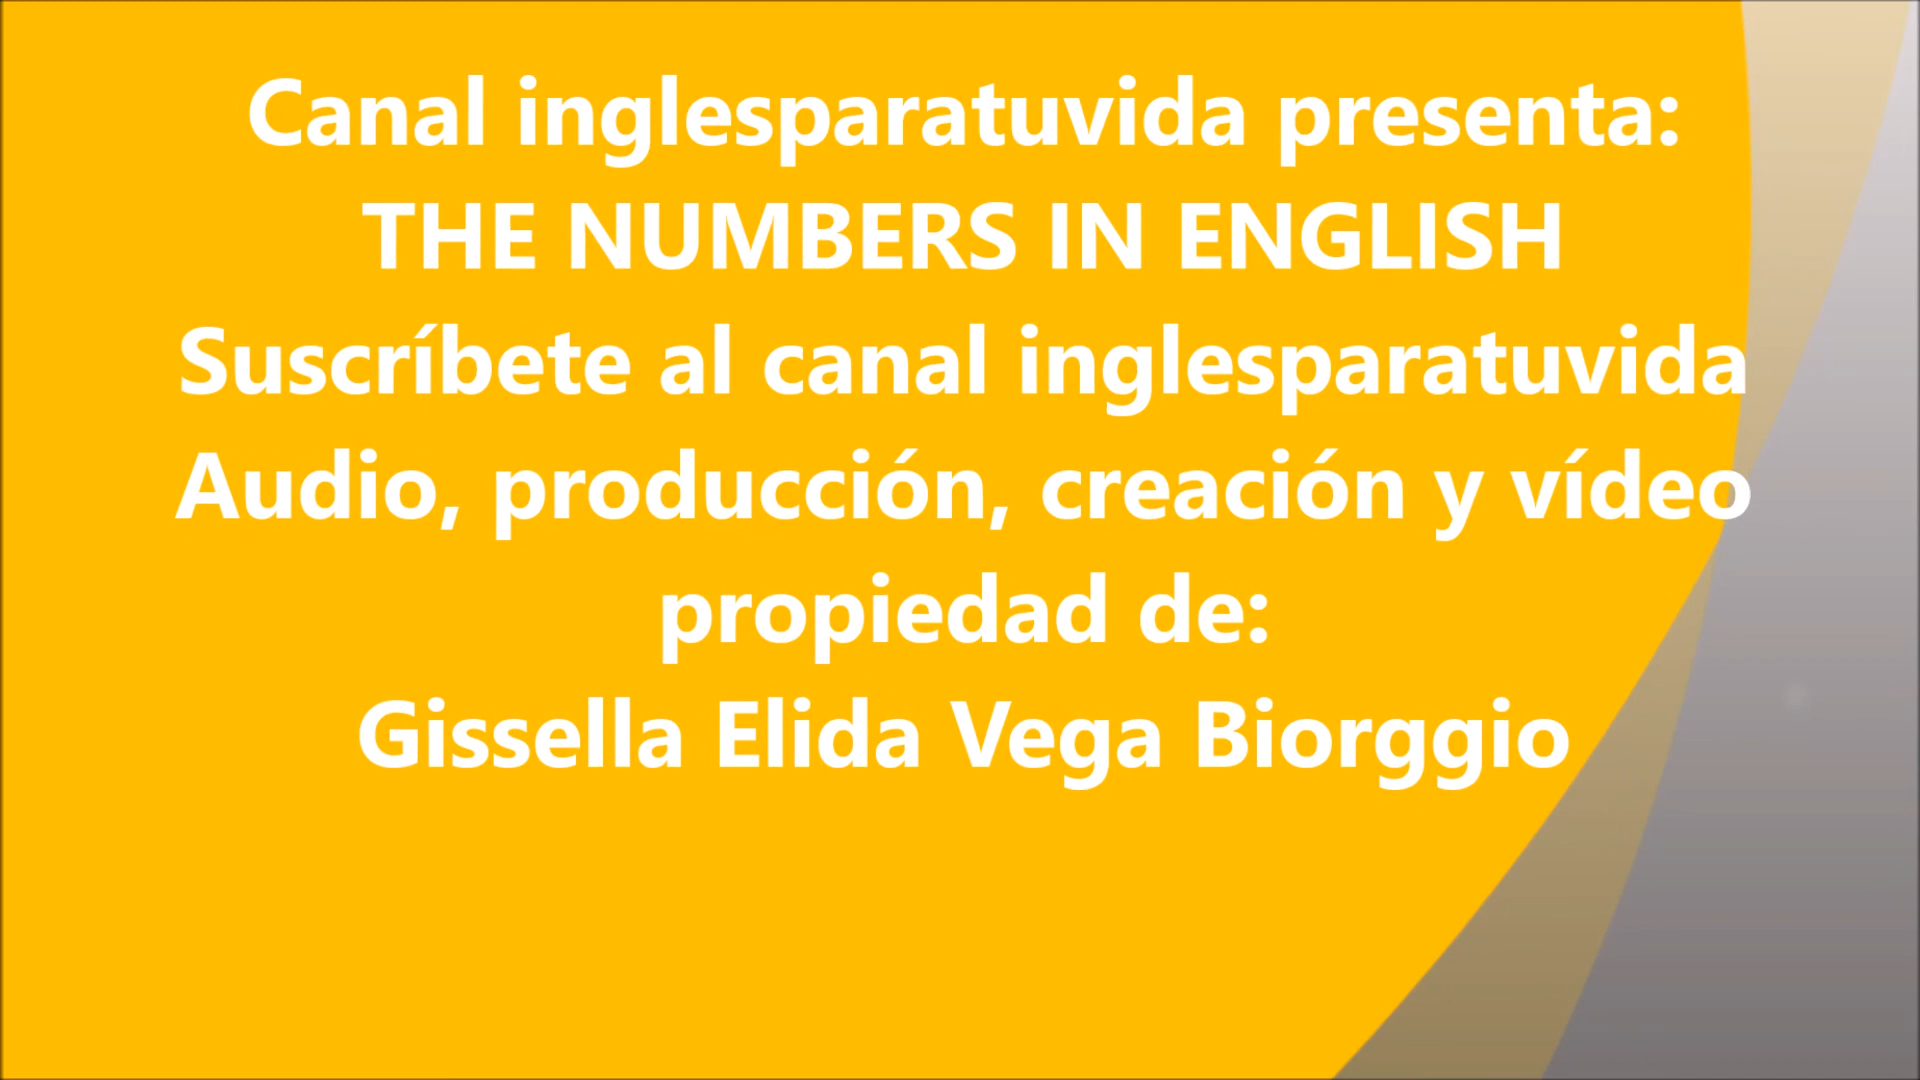 Canal inglesparatuvida presenta:
THE NUMBERS IN ENGLISH
Suscríbete al canal inglesparatuvida
Audio, producción, creación y vídeo
propiedad de:
Gissella Elida Vega Biorggio